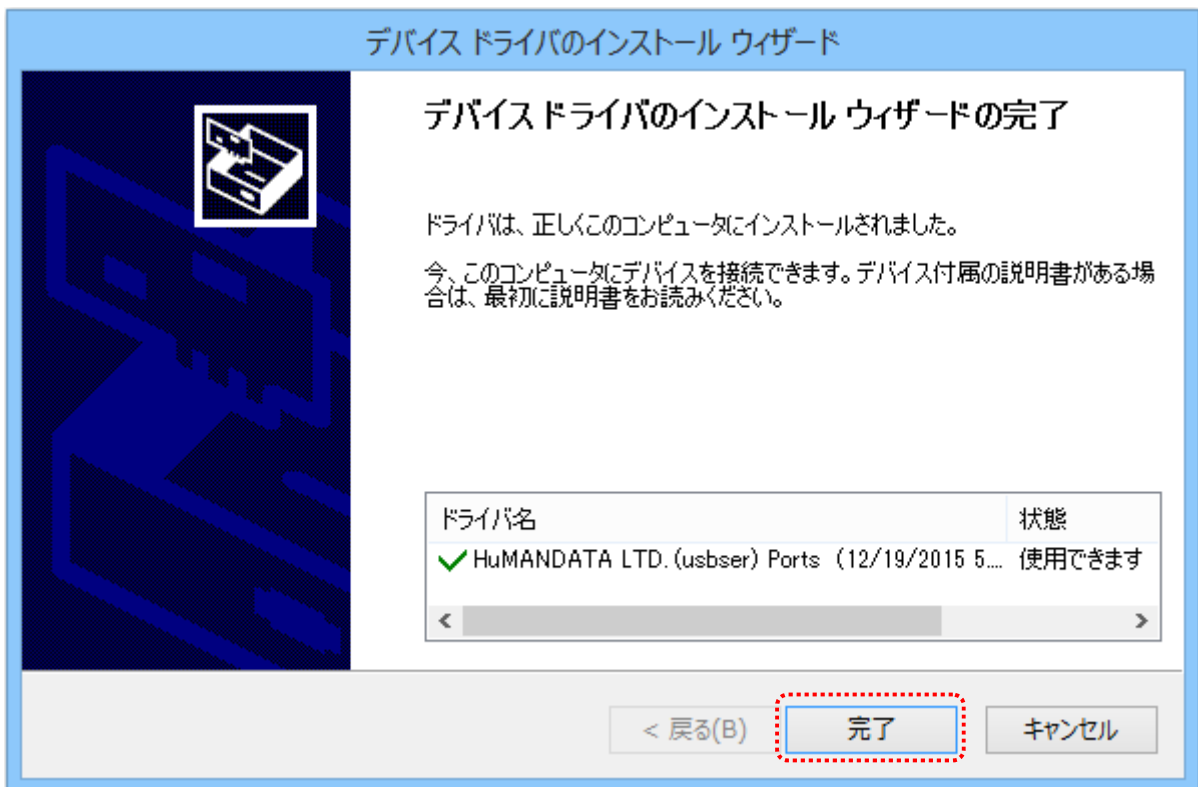 デバイス ドライバのインストール ウィザード
デバイス ドライバのインストール ウィザードの完了
ドライバは、正しくこのコンピュータにインストールされました。
今、このコンピュータにデバイスを接続できます。デバイス付属の説明書がある場
合は、最初に説明書をお読みください。
ドライバ名 状態
HuMANDATA LTD. (usbser) Ports (12/19/2015 5.... 使用できます
< 戻る(B) 完了 キャンセル